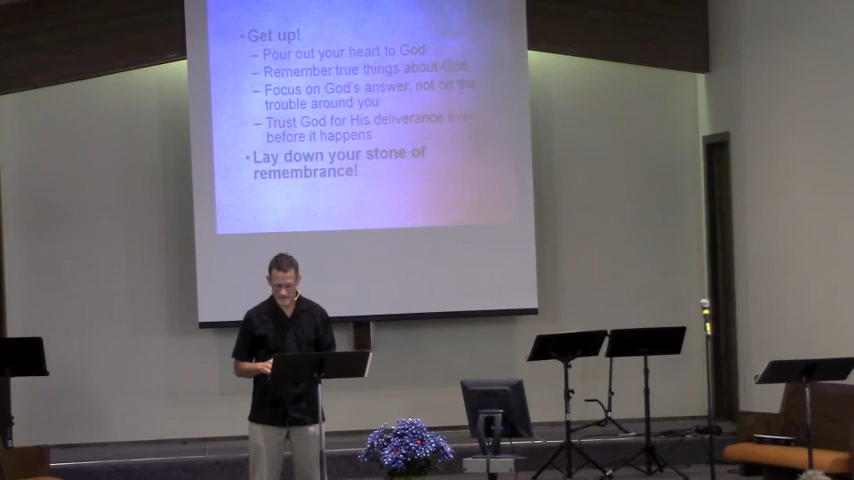 • Get up!
– Pour out your heart to God
– Remember true things about God
– Focus on God's answer, not on the
trouble around you
– Trust God for His deliverance even
before it happens
• Lay down your stone of
remembrance!